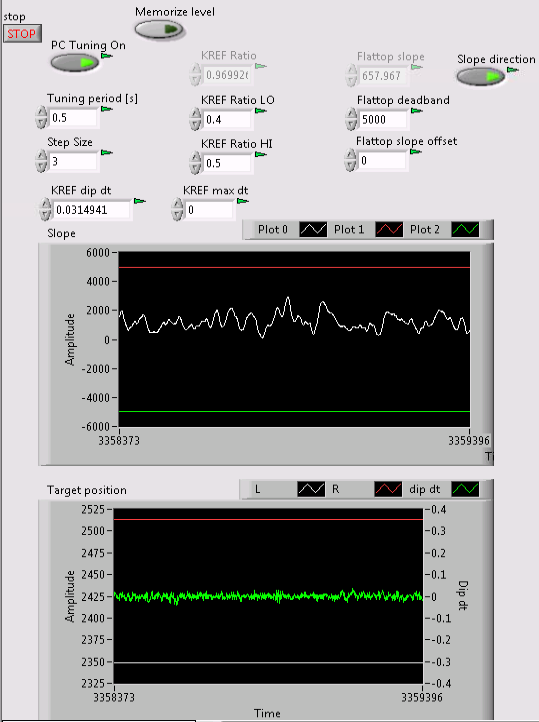 Memorize level
stop
STOP
PC Tuning On
KREF Ratio
Flattop slope
Slope direction
0.969926
657.967
Tuning period [s]
KREF Ratio LO
Flattop deadband
0.5
0.4
5000
Step Size
KREF Ratio HI
Flattop slope offset
3
0.5
0
KREF dip dt
KREF max dt
0.0314941
0
Slope
Plot 0
Plot 1
Plot 2
6000
4000
2000
0
-2000
-4000
-6000
Amplitude
3358373
3359396
Target position
L
R
dip dt
2525
2500
2475
2450
2425
2400
2375
2350
2325
Amplitude
0.4
0.3
0.2
0.1
0
-0.1
-0.2
-0.3
-0.4
Dip dt
3358373
3359396
Time